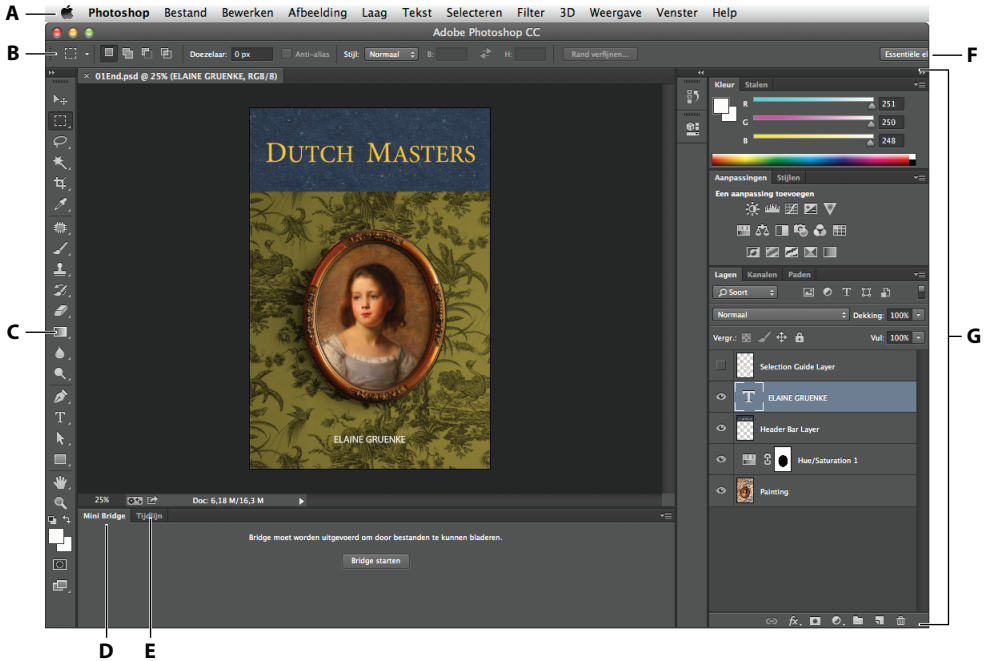 A
Photoshop Bestand Bewerken Afbeelding Laag Tekst Selecteren Filter 3D Weergave Venster Help
Adobe Photoshop CC
B
Doezelaar: 0 px Anti-alias Stijl: Normaal B: H: Rand verfijnen... Essentiële el
F
× 01End.psd @ 25% (ELAINE GRUENKE, RGB/8)
DUTCH MASTERS
ELAINE GRUENKE
Kleur Stalen
R 251
G 250
B 248
Aanpassingen Stijlen
Een aanpassing toevoegen
Lagen Kanalen Paden
Soort
Normaal Dekking: 100%
Vergr.: Vul: 100%
Selection Guide Layer
T ELAINE GRUENKE
Header Bar Layer
Hue/Saturation 1
Painting
fx
C
G
25% Doc: 6,18 M/16,3 M
Mini Bridge Tijdlijn
Bridge moet worden uitgevoerd om door bestanden te kunnen bladeren.
Bridge starten
D
E